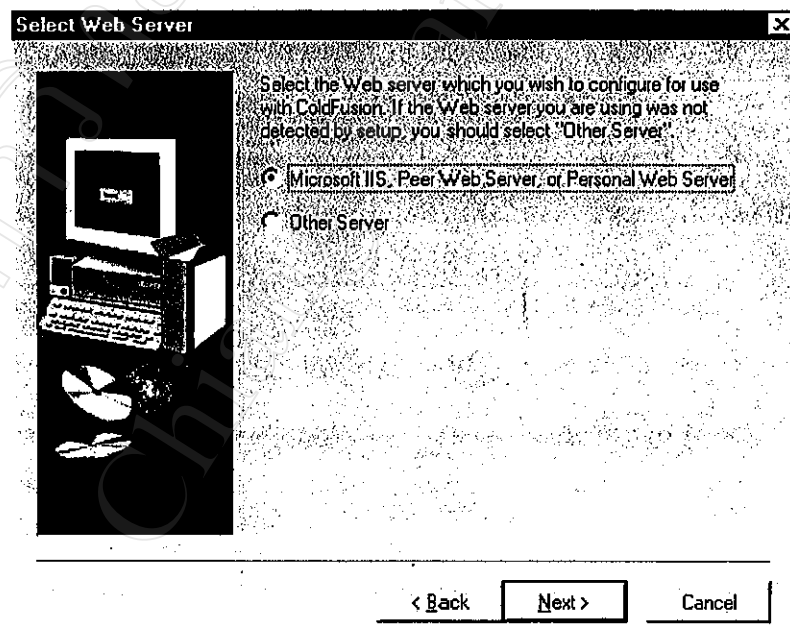 Select Web Server
Select the Web server which you wish to configure for use
with ColdFusion. If the Web server you are using was not
detected by setup, you should select "Other Server".
Microsoft IIS, Peer Web Server, or Personal Web Server
Other Server
< Back
Next >
Cancel